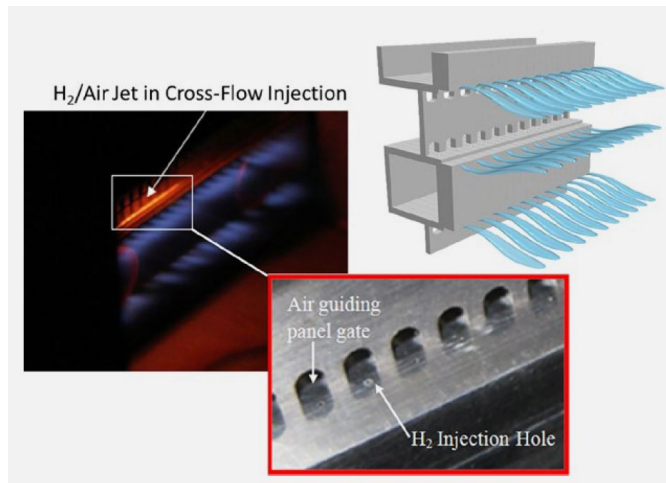 H₂/Air Jet in Cross-Flow Injection
Air guiding
panel gate
H₂ Injection Hole